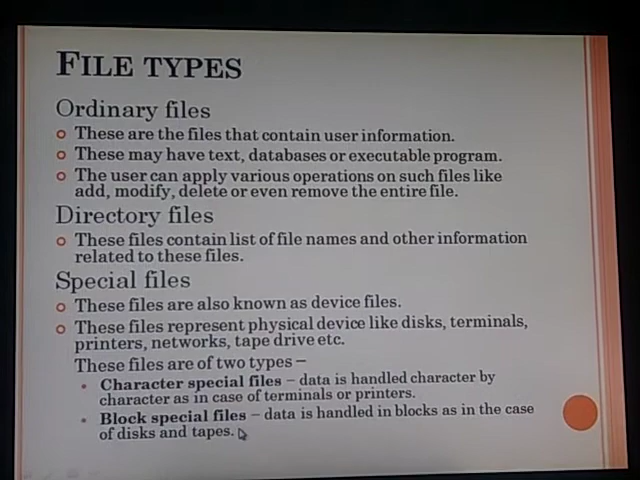 FILE TYPES
Ordinary files
These are the files that contain user information.
These may have text, databases or executable program.
The user can apply various operations on such files like
add, modify, delete or even remove the entire file.
Directory files
These files contain list of file names and other information
related to these files.
Special files
These files are also known as device files.
These files represent physical device like disks, terminals,
printers, networks, tape drive etc.
These files are of two types –
Character special files – data is handled character by
character as in case of terminals or printers.
Block special files – data is handled in blocks as in the case
of disks and tapes.